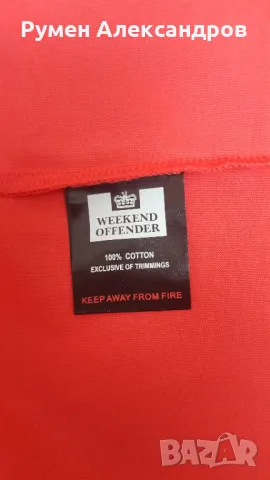 Румен Александров
WEEKEND
OFFENDER
100% COTTON
EXCLUSIVE OF TRIMMINGS
KEEP AWAY FROM FIRE
BAZAR